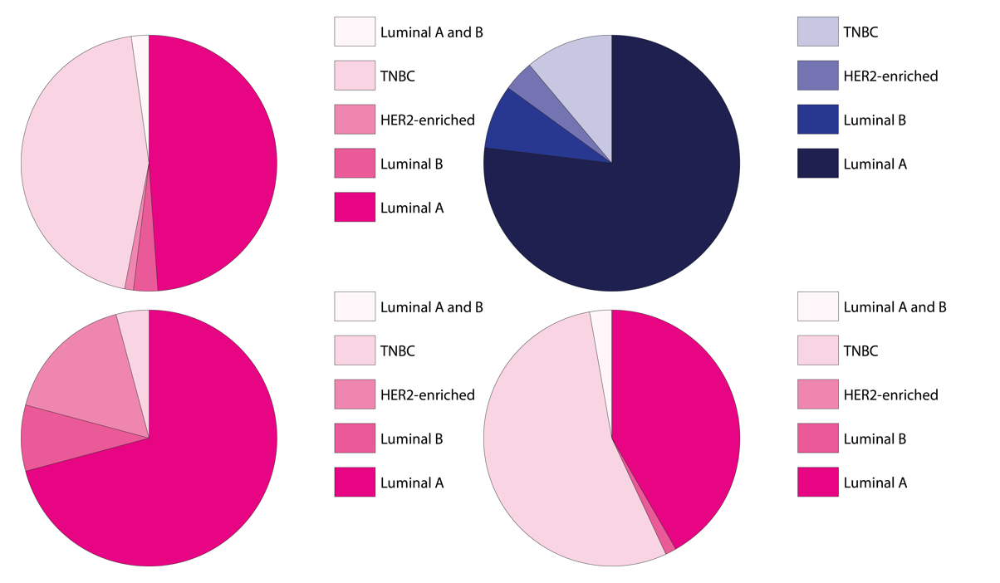 Luminal A and B
TNBC
HER2-enriched
Luminal B
Luminal A
TNBC
HER2-enriched
Luminal B
Luminal A
Luminal A and B
TNBC
HER2-enriched
Luminal B
Luminal A
Luminal A and B
TNBC
HER2-enriched
Luminal B
Luminal A